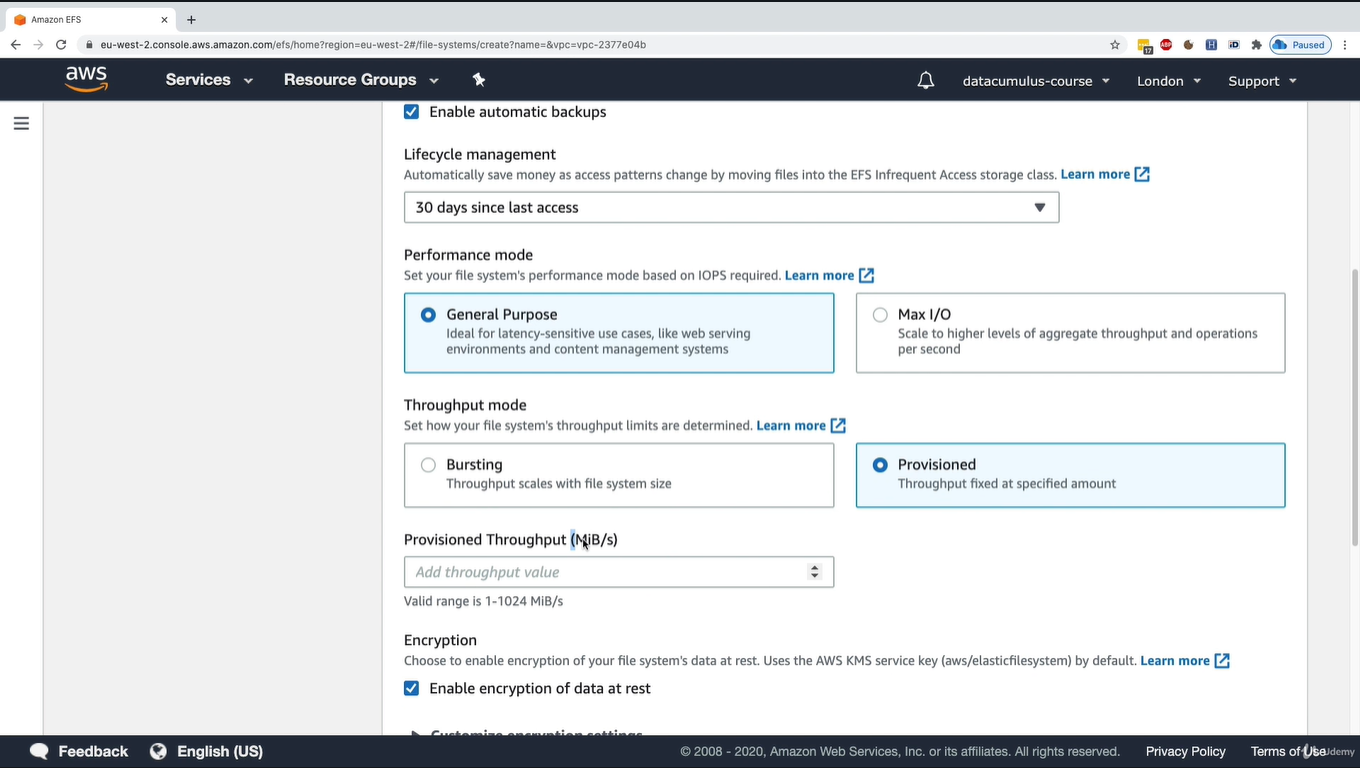 Amazon EFS
eu-west-2.console.aws.amazon.com/efs/home?region=eu-west-2#/file-systems/create?name=&vpc=vpc-2377e04b
17
ABP
H
iD
Paused
aws
Services
Resource Groups
datacumulus-course
London
Support
Enable automatic backups
Lifecycle management
Automatically save money as access patterns change by moving files into the EFS Infrequent Access storage class. Learn more
30 days since last access
Performance mode
Set your file system's performance mode based on IOPS required. Learn more
General Purpose
Ideal for latency-sensitive use cases, like web serving
environments and content management systems
Max I/O
Scale to higher levels of aggregate throughput and operations
per second
Throughput mode
Set how your file system's throughput limits are determined. Learn more
Bursting
Throughput scales with file system size
Provisioned
Throughput fixed at specified amount
Provisioned Throughput (MiB/s)
Add throughput value
Valid range is 1-1024 MiB/s
Encryption
Choose to enable encryption of your file system's data at rest. Uses the AWS KMS service key (aws/elasticfilesystem) by default. Learn more
Enable encryption of data at rest
Customize encryption settings
Feedback
English (US)
© 2008 - 2020, Amazon Web Services, Inc. or its affiliates. All rights reserved.
Privacy Policy
Terms of Use
Udemy